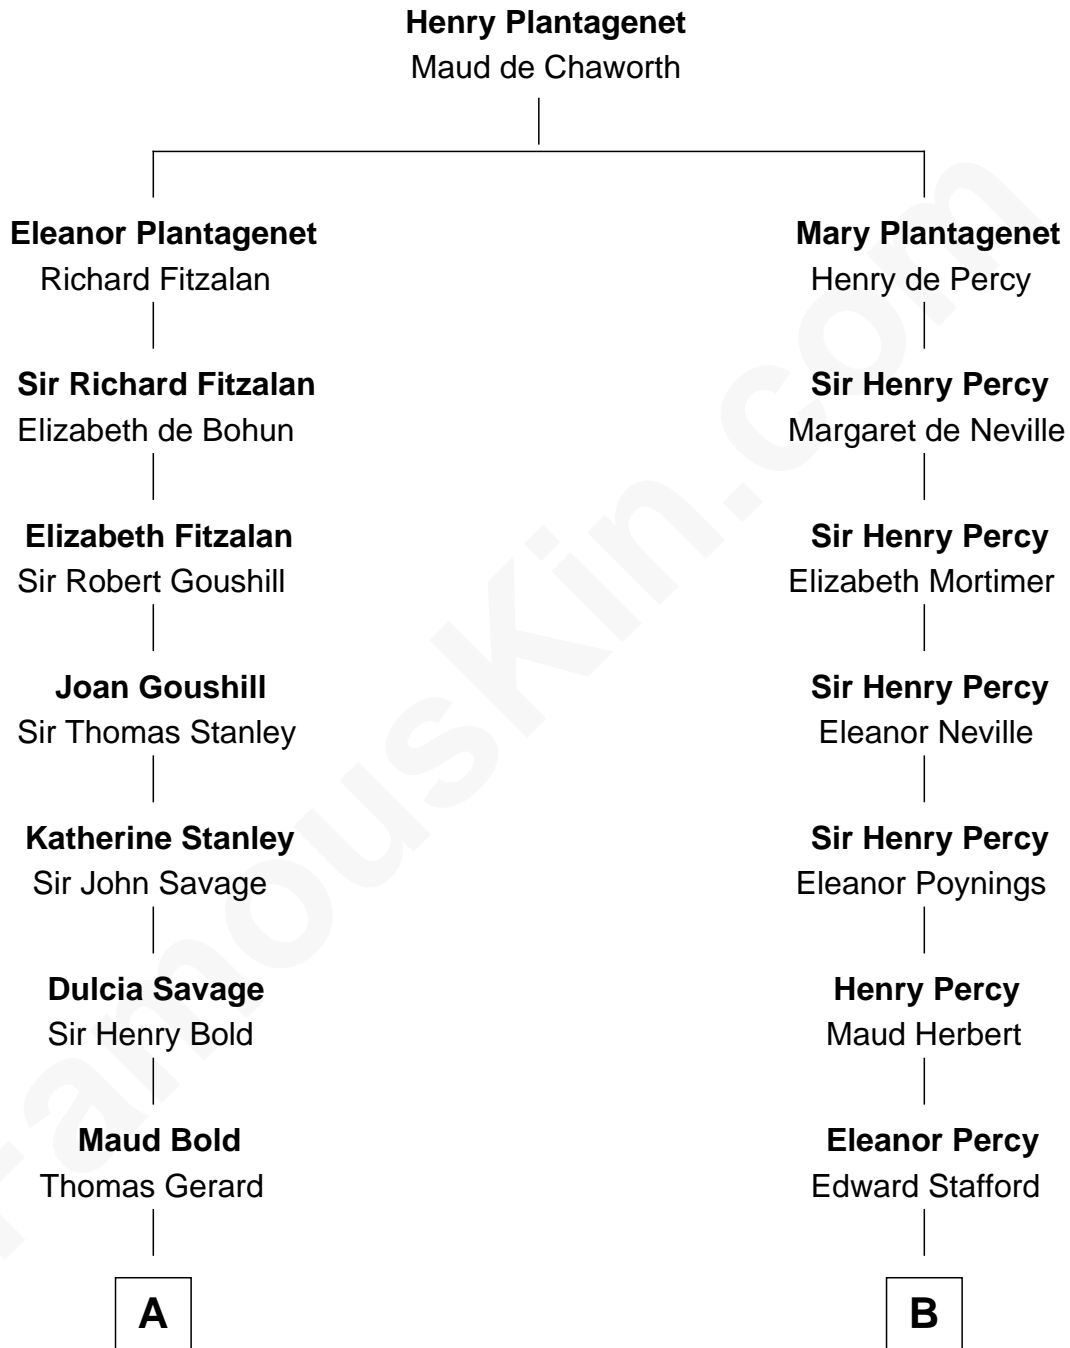 Henry Plantagenet
Maud de Chaworth
Eleanor Plantagenet
Richard Fitzalan
Mary Plantagenet
Henry de Percy
Sir Richard Fitzalan
Elizabeth de Bohun
Sir Henry Percy
Margaret de Neville
Elizabeth Fitzalan
Sir Robert Goushill
Sir Henry Percy
Elizabeth Mortimer
Joan Goushill
Sir Thomas Stanley
Sir Henry Percy
Eleanor Neville
Katherine Stanley
Sir John Savage
Sir Henry Percy
Eleanor Poynings
Dulcia Savage
Sir Henry Bold
Henry Percy
Maud Herbert
Maud Bold
Thomas Gerard
Eleanor Percy
Edward Stafford
A
B
FamousKin.com